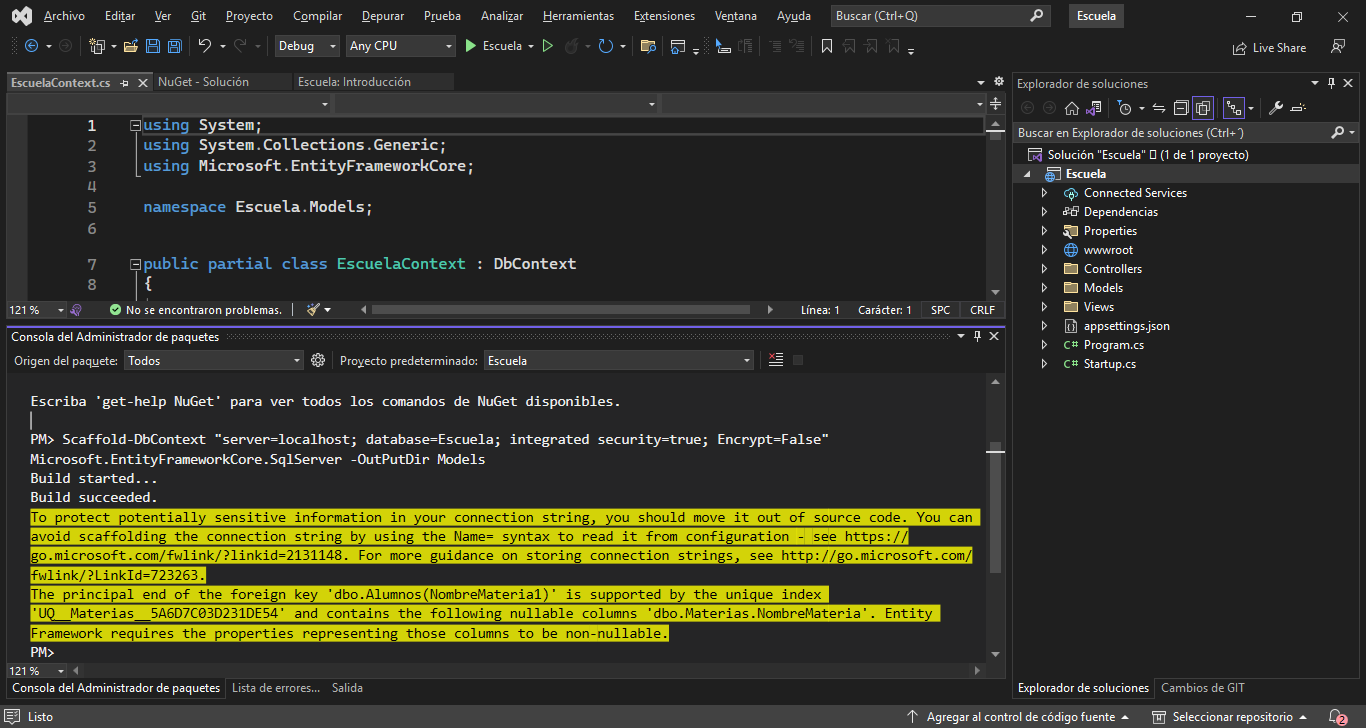 Archivo Editar Ver Git Proyecto Compilar Depurar Prueba Analizar Herramientas Extensiones Ventana Ayuda Buscar (Ctrl+Q) Escuela
Debug Any CPU Escuela Live Share
EscuelaContext.cs NuGet - Solución Escuela: Introducción
1 using System;
2 using System.Collections.Generic;
3 using Microsoft.EntityFrameworkCore;
4
5 namespace Escuela.Models;
6
7 public partial class EscuelaContext : DbContext
8 {
121 % No se encontraron problemas. Línea: 1 Carácter: 1 SPC CRLF
Consola del Administrador de paquetes
Origen del paquete: Todos Proyecto predeterminado: Escuela
Escriba 'get-help NuGet' para ver todos los comandos de NuGet disponibles.
PM> Scaffold-DbContext "server=localhost; database=Escuela; integrated security=true; Encrypt=False"
Microsoft.EntityFrameworkCore.SqlServer -OutPutDir Models
Build started...
Build succeeded.
To protect potentially sensitive information in your connection string, you should move it out of source code. You can
avoid scaffolding the connection string by using the Name= syntax to read it from configuration - see https://
go.microsoft.com/fwlink/?linkid=2131148. For more guidance on storing connection strings, see http://go.microsoft.com/
fwlink/?LinkId=723263.
The principal end of the foreign key 'dbo.Alumnos(NombreMateria1)' is supported by the unique index
'UQ__Materias__5A6D7C03D231DE54' and contains the following nullable columns 'dbo.Materias.NombreMateria'. Entity
Framework requires the properties representing those columns to be non-nullable.
PM>
121 %
Consola del Administrador de paquetes Lista de errores... Salida
Explorador de soluciones
Buscar en Explorador de soluciones (Ctrl+´)
Solución "Escuela" (1 de 1 proyecto)
Escuela
Connected Services
Dependencias
Properties
wwwroot
Controllers
Models
Views
appsettings.json
C# Program.cs
C# Startup.cs
Explorador de soluciones Cambios de GIT
Listo Agregar al control de código fuente Seleccionar repositorio 2